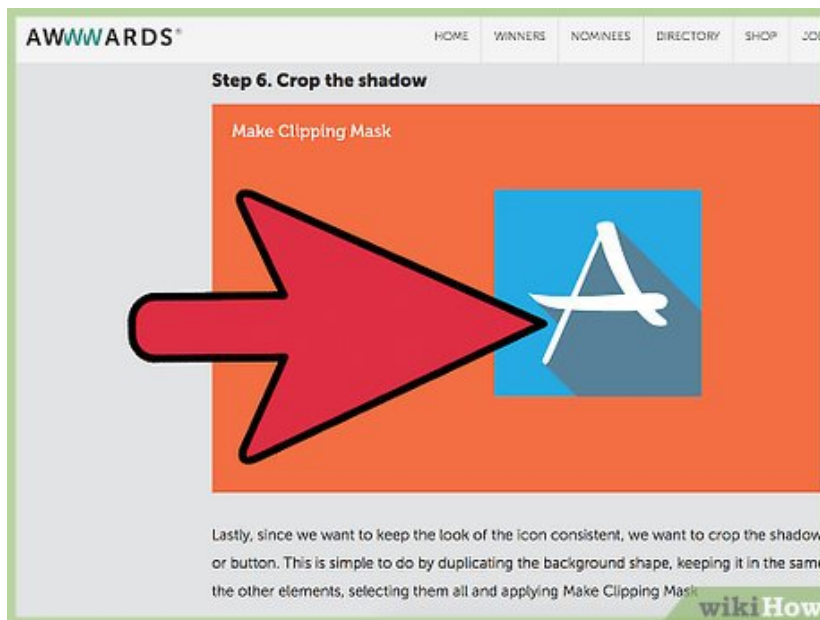 AWWWARDS®
HOME WINNERS NOMINEES DIRECTORY SHOP
Step 6. Crop the shadow
Make Clipping Mask
Lastly, since we want to keep the look of the icon consistent, we want to crop the shadow
or button. This is simple to do by duplicating the background shape, keeping it in the same
the other elements, selecting them all and applying Make Clipping Mask
wikiHow